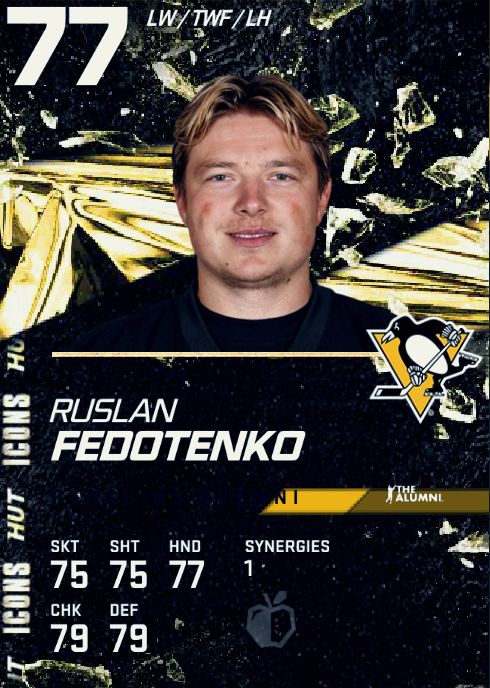 77
LW / TWF / LH
HUT ICONS HUT ICONS
RUSLAN
FEDOTENKO
THE
ALUMNI
SKT SHT HND SYNERGIES
75 75 77 1
CHK DEF
79 79